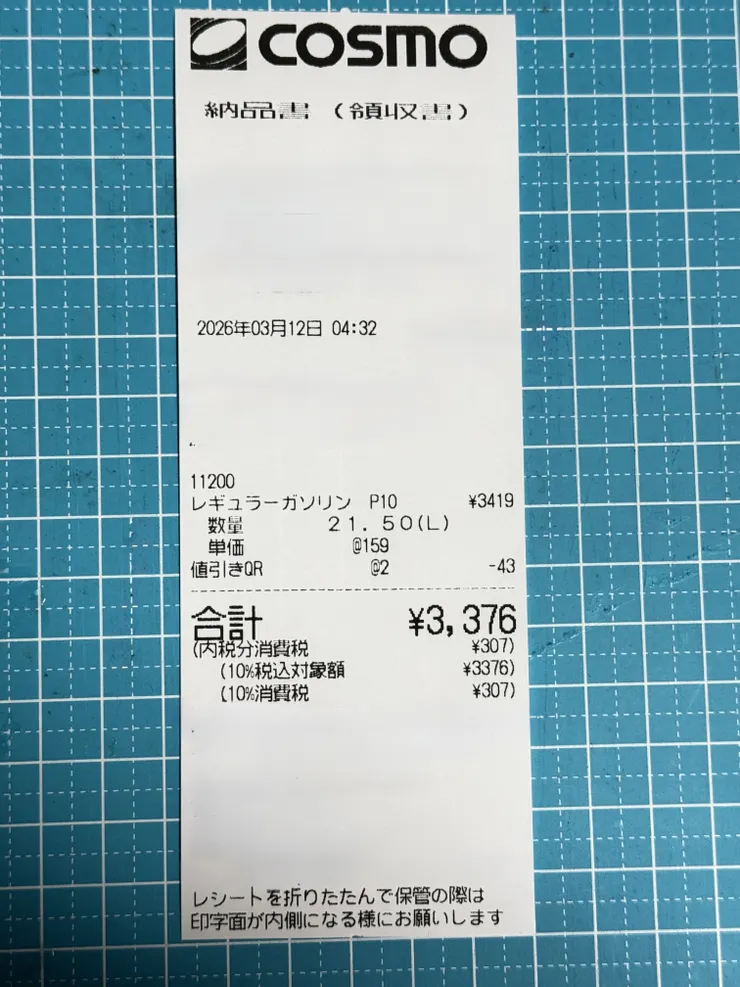 COSMO
納品書 (領収書)
2026年03月12日 04:32
11200
レギュラーガソリン P10 ¥3419
数量 21.50(L)
単価 @159
値引きQR @2 -43
合計 ¥3,376
(内税分消費税 ¥307)
(10%税込対象額 ¥3376)
(10%消費税 ¥307)
レシートを折りたたんで保管の際は
印字面が内側になる様にお願いします